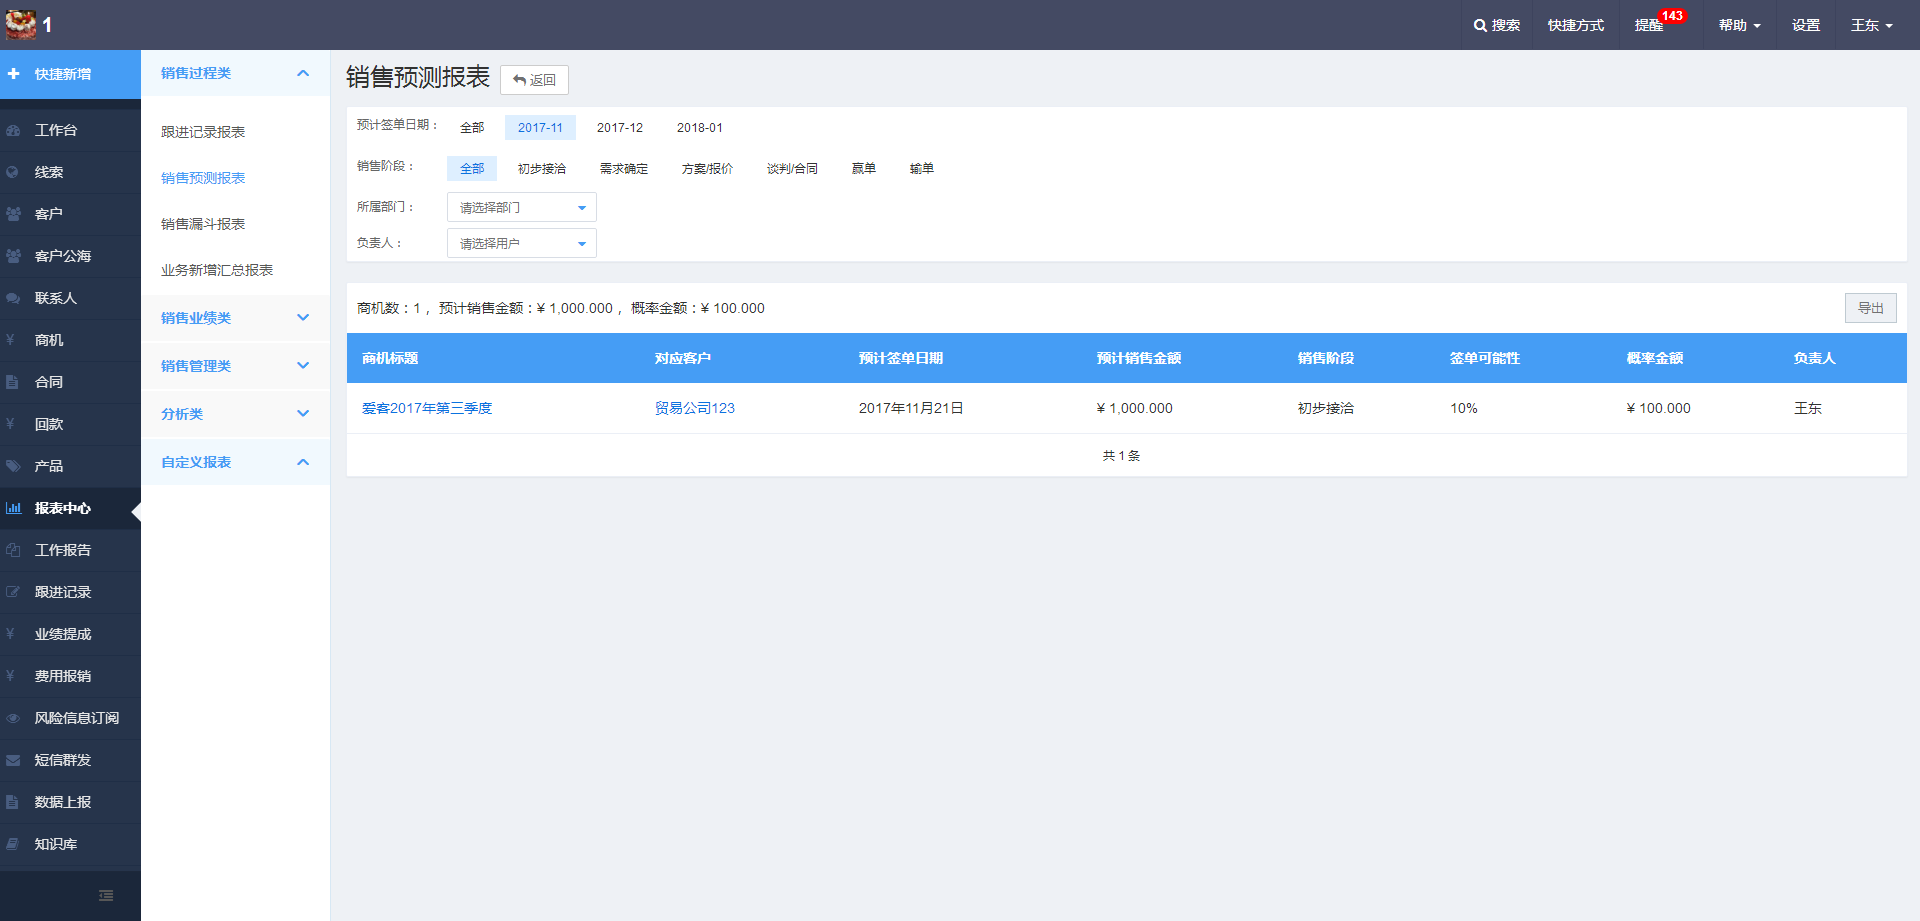 1
搜索 快捷方式 提醒 143 帮助 设置 王东
快捷新增
工作台
线索
客户
客户公海
联系人
¥ 商机
合同
¥ 回款
产品
报表中心
工作报告
跟进记录
¥ 业绩提成
¥ 费用报销
风险信息订阅
短信群发
数据上报
知识库
销售过程类
跟进记录报表
销售预测报表
销售漏斗报表
业务新增汇总报表
销售业绩类
销售管理类
分析类
自定义报表
销售预测报表 返回
预计签单日期： 全部 2017-11 2017-12 2018-01
销售阶段： 全部 初步接洽 需求确定 方案/报价 谈判/合同 赢单 输单
所属部门： 请选择部门
负责人： 请选择用户
商机数：1， 预计销售金额：¥ 1,000.000， 概率金额：¥ 100.000 导出
商机标题 对应客户 预计签单日期 预计销售金额 销售阶段 签单可能性 概率金额 负责人
爱客2017年第三季度 贸易公司123 2017年11月21日 ¥ 1,000.000 初步接洽 10% ¥ 100.000 王东
共 1 条